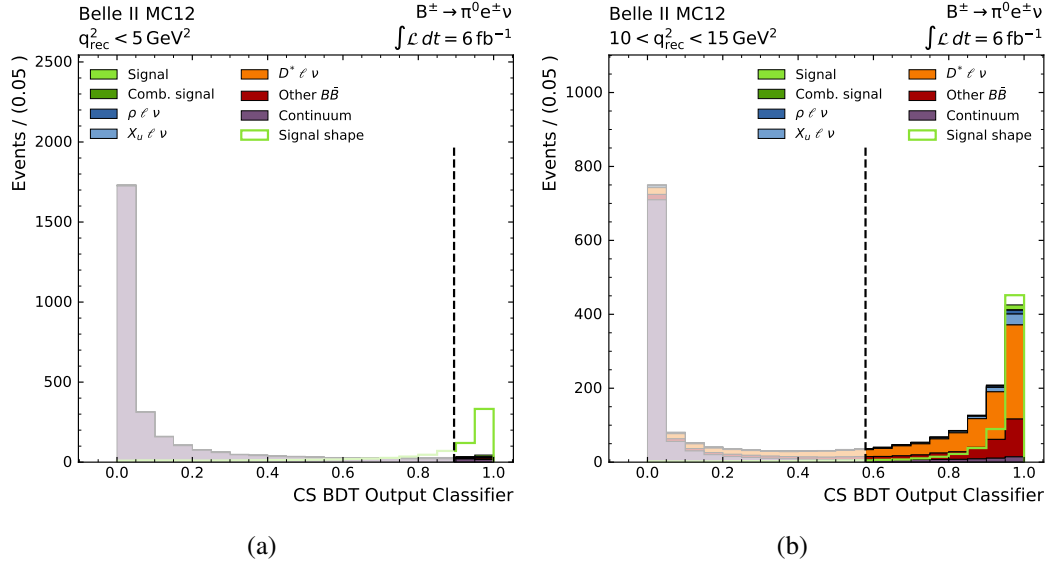 Belle II MC12
B± → π⁰e±ν
q²rec < 5 GeV²
∫ℒ dt = 6 fb⁻¹
Events / (0.05 )
2500
2000
1500
1000
500
0
Signal
Comb. signal
ρ ℓ ν
X_u ℓ ν
D* ℓ ν
Other BB̄
Continuum
Signal shape
0.0 0.2 0.4 0.6 0.8 1.0
CS BDT Output Classifier
(a)
Belle II MC12
B± → π⁰e±ν
10 < q²rec < 15 GeV²
∫ℒ dt = 6 fb⁻¹
Events / (0.05 )
1000
800
600
400
200
0
Signal
Comb. signal
ρ ℓ ν
X_u ℓ ν
D* ℓ ν
Other BB̄
Continuum
Signal shape
0.0 0.2 0.4 0.6 0.8 1.0
CS BDT Output Classifier
(b)